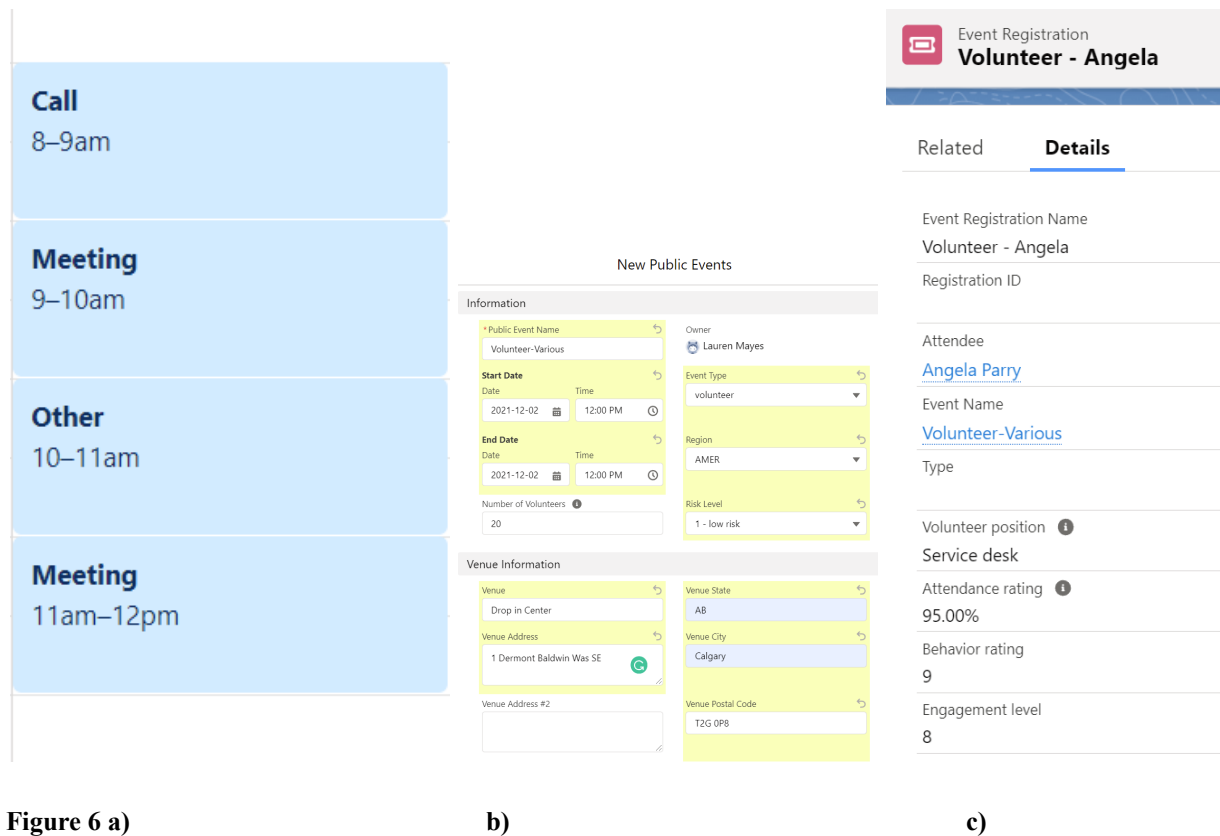 Call
8–9am
Meeting
9–10am
Other
10–11am
Meeting
11am–12pm
New Public Events
Information
* Public Event Name
Volunteer-Various
Owner
Lauren Mayes
Start Date
Date Time
2021-12-02 12:00 PM
Event Type
volunteer
End Date
Date Time
2021-12-02 12:00 PM
Region
AMER
Number of Volunteers
20
Risk Level
1 - low risk
Venue Information
Venue
Drop in Center
Venue State
AB
Venue Address
1 Dermont Baldwin Was SE
Venue City
Calgary
Venue Address #2
Venue Postal Code
T2G 0P8
Event Registration
Volunteer - Angela
Related Details
Event Registration Name
Volunteer - Angela
Registration ID
Attendee
Angela Parry
Event Name
Volunteer-Various
Type
Volunteer position
Service desk
Attendance rating
95.00%
Behavior rating
9
Engagement level
8
Figure 6 a) b) c)